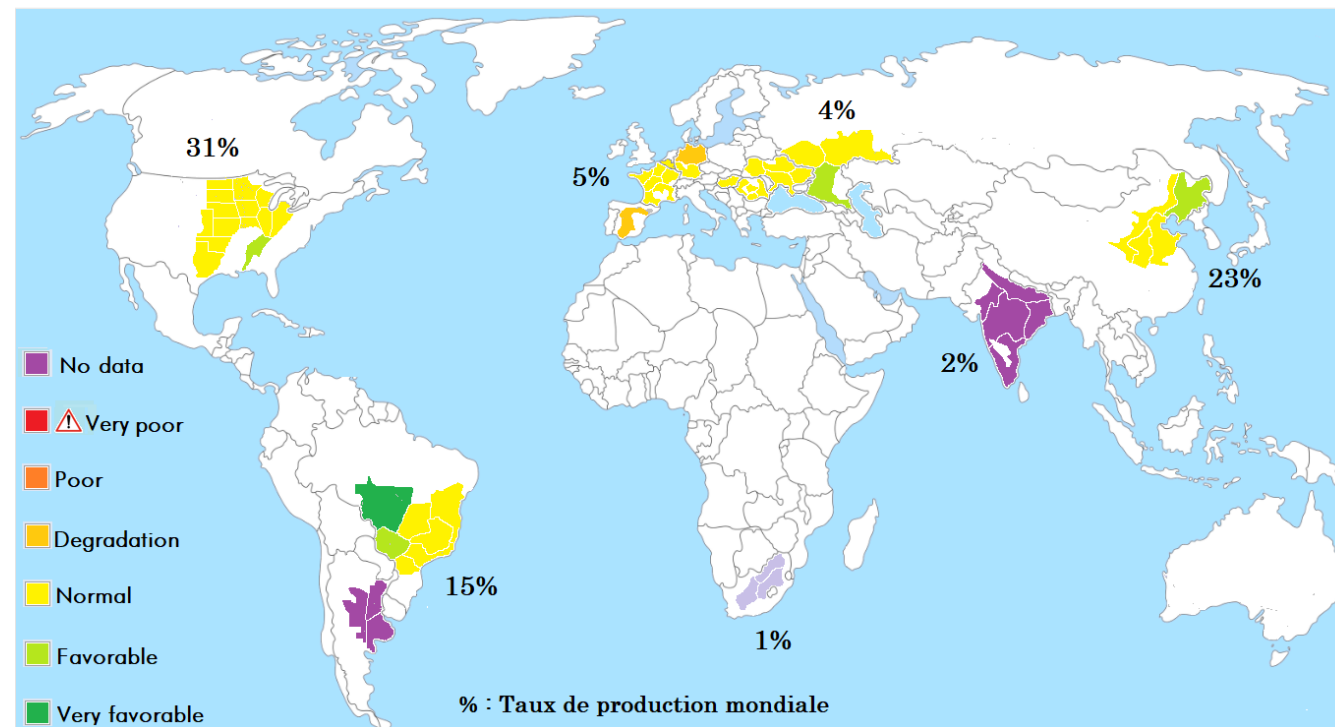 31%
4%
5%
23%
2%
No data
Very poor
Poor
Degradation
Normal
15%
1%
Favorable
% : Taux de production mondiale
Very favorable